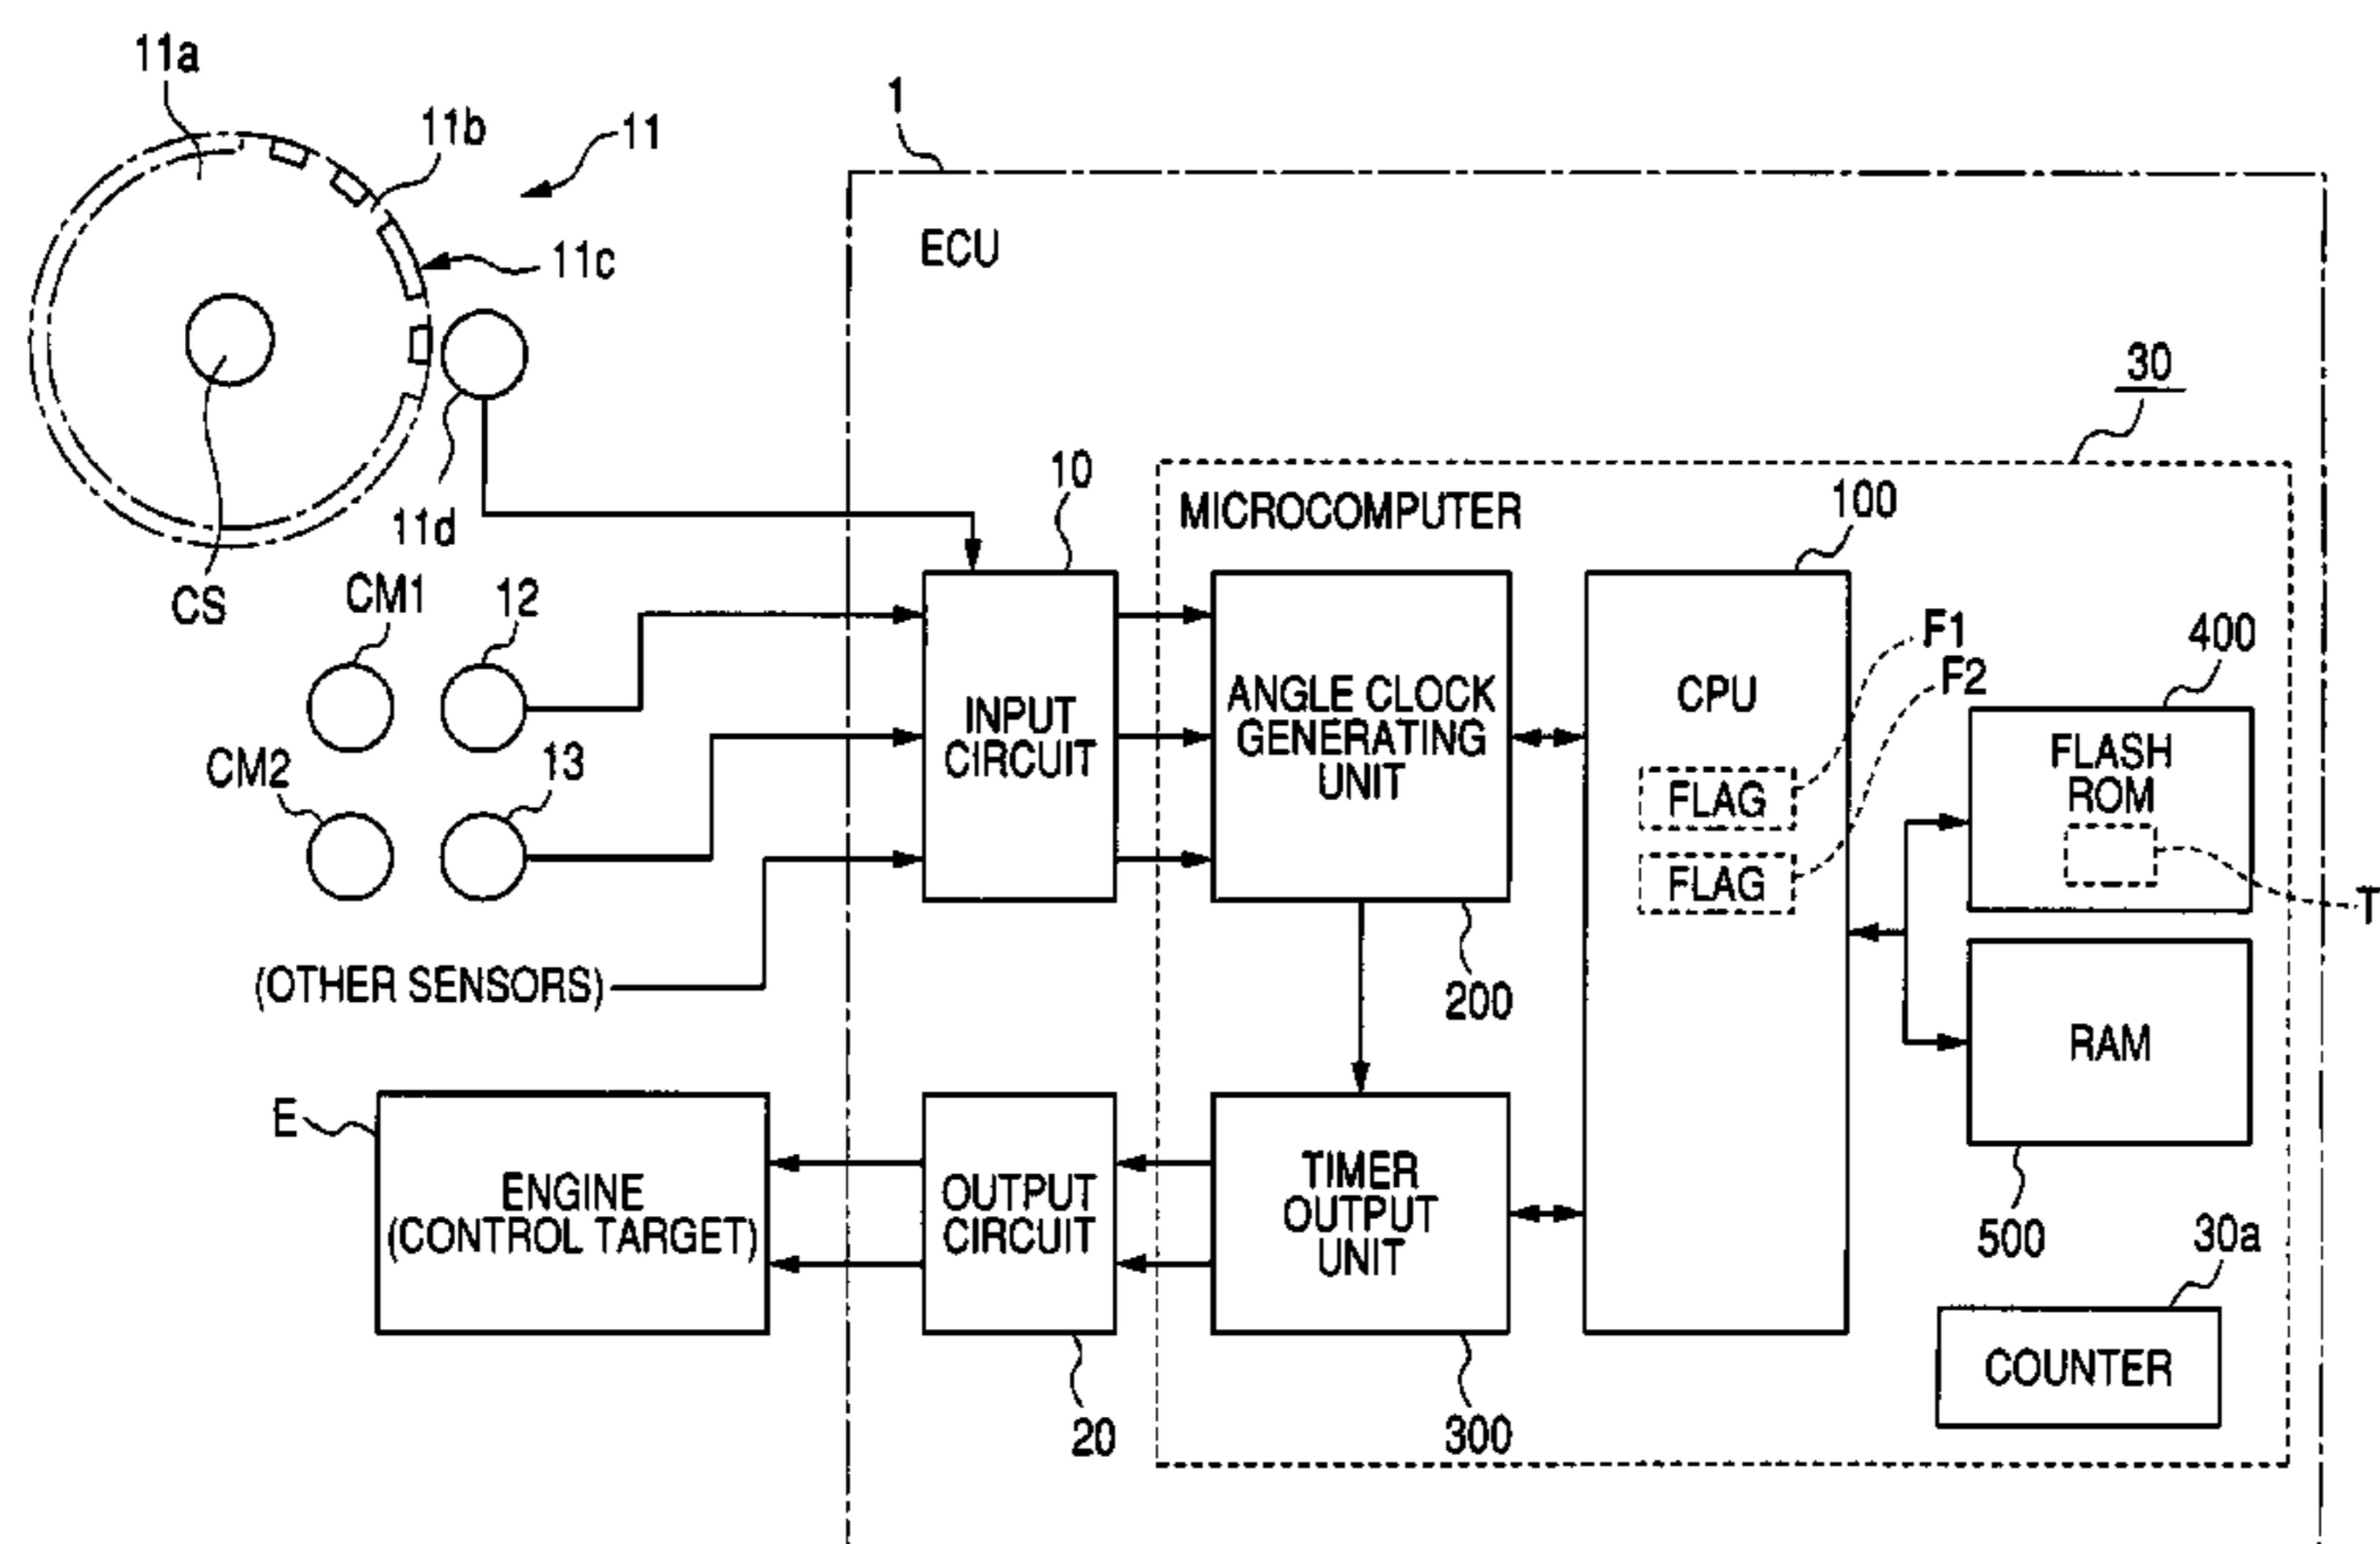 11a
11b
11
1
11c
ECU
30
11d
10
MICROCOMPUTER
100
CS
CM1
12
F1
F2
400
INPUT
CIRCUIT
ANGLE CLOCK
GENERATING
UNIT
CPU
FLAG
FLAG
FLASH
ROM
T
CM2
13
(OTHER SENSORS)
200
RAM
E
ENGINE
(CONTROL TARGET)
OUTPUT
CIRCUIT
TIMER
OUTPUT
UNIT
500
30a
COUNTER
20
300